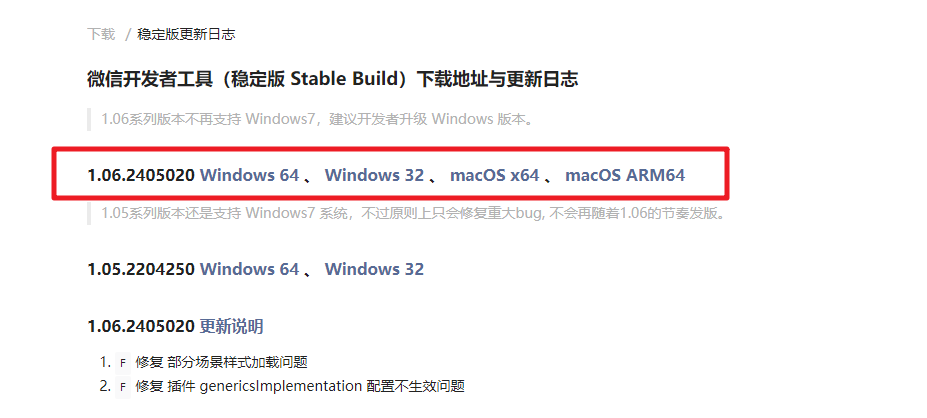 下载 / 稳定版更新日志
微信开发者工具（稳定版 Stable Build）下载地址与更新日志
1.06系列版本不再支持 Windows7，建议开发者升级 Windows 版本。
1.06.2405020 Windows 64 、 Windows 32 、 macOS x64 、 macOS ARM64
1.05系列版本还是支持 Windows7 系统，不过原则上只会修复重大bug, 不会再随着1.06的节奏发版。
1.05.2204250 Windows 64 、 Windows 32
1.06.2405020 更新说明
1. F 修复 部分场景样式加载问题
2. F 修复 插件 genericsImplementation 配置不生效问题